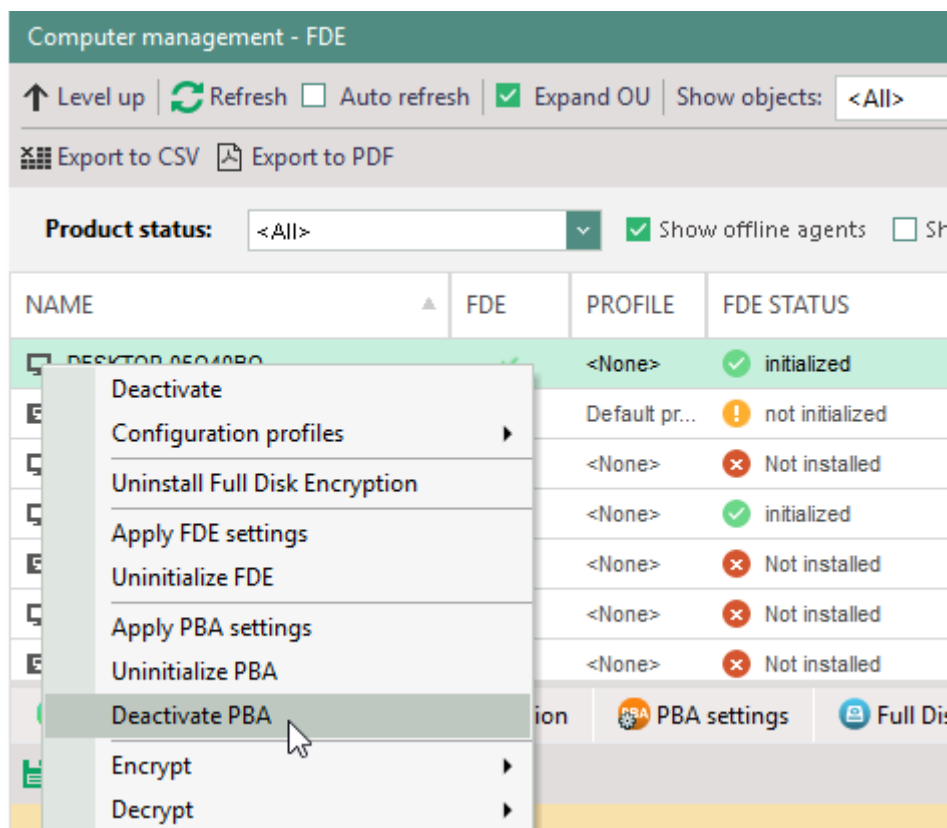 Computer management - FDE
Level up Refresh Auto refresh Expand OU Show objects: <All>
Export to CSV Export to PDF
Product status: <All> Show offline agents
NAME FDE PROFILE FDE STATUS
<None> initialized
Default pr... not initialized
<None> Not installed
<None> initialized
<None> Not installed
<None> Not installed
<None> Not installed
Deactivate
Configuration profiles
Uninstall Full Disk Encryption
Apply FDE settings
Uninitialize FDE
Apply PBA settings
Uninitialize PBA
Deactivate PBA
Encrypt
Decrypt
PBA settings Full